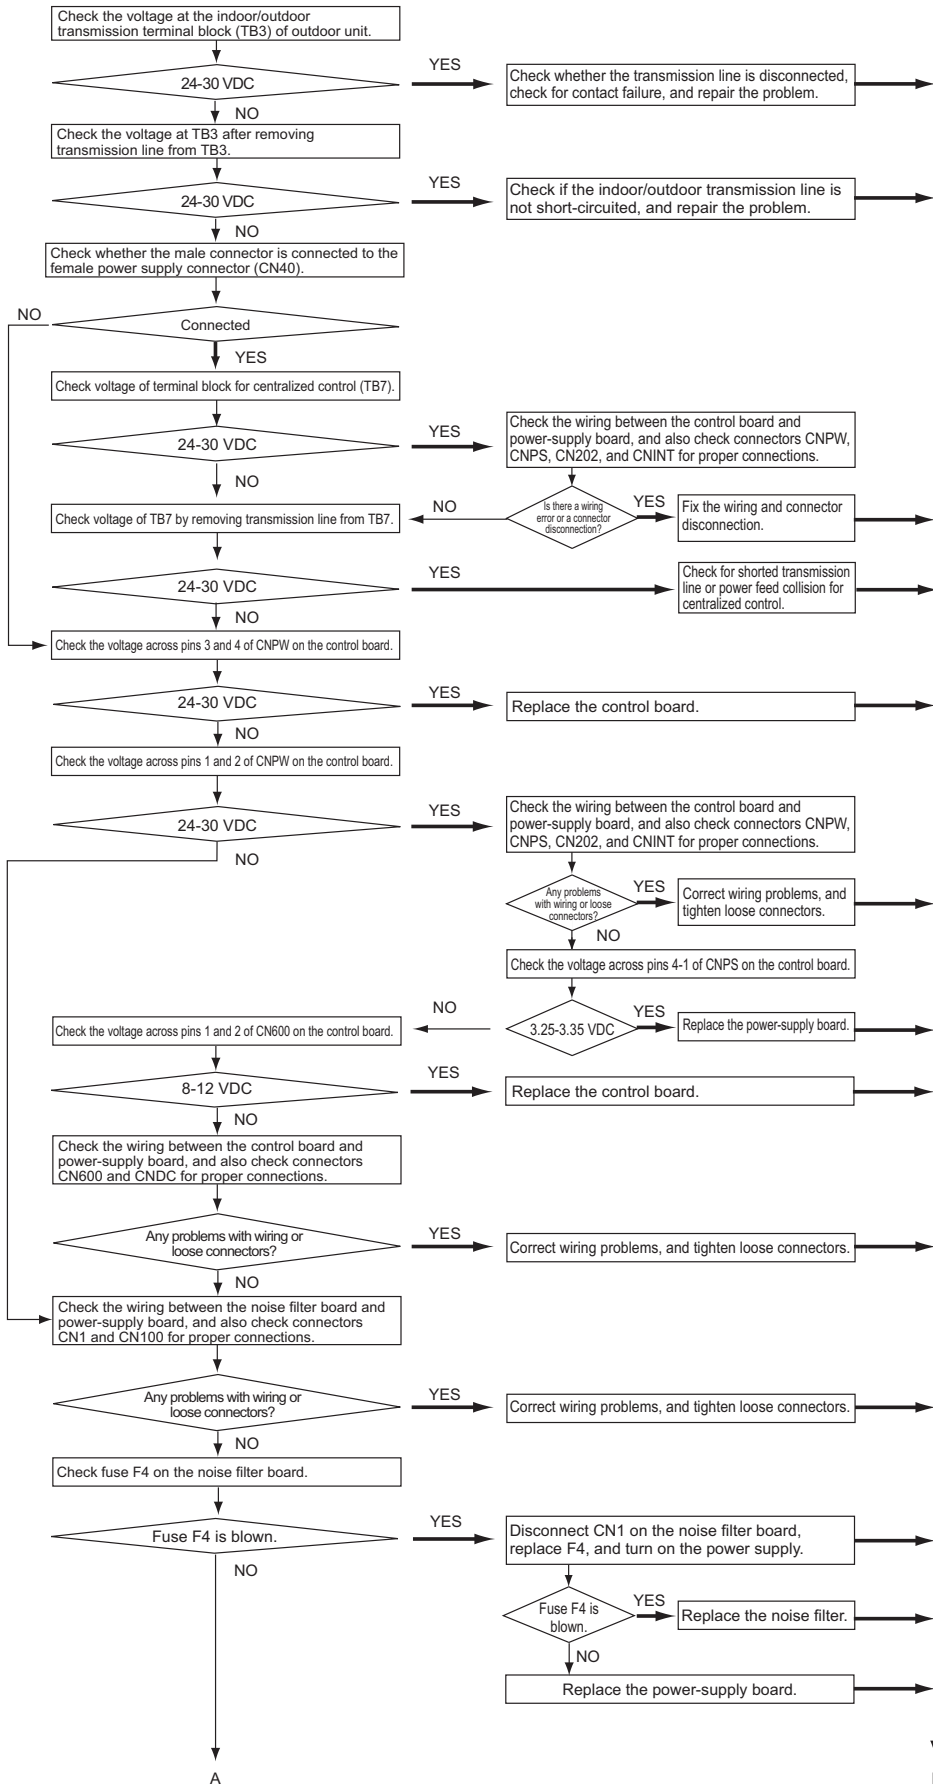 Check the voltage at the indoor/outdoor
transmission terminal block (TB3) of outdoor unit.
24-30 VDC
YES
Check whether the transmission line is disconnected,
check for contact failure, and repair the problem.
NO
Check the voltage at TB3 after removing
transmission line from TB3.
24-30 VDC
YES
Check if the indoor/outdoor transmission line is
not short-circuited, and repair the problem.
NO
Check whether the male connector is connected to the
female power supply connector (CN40).
NO
Connected
YES
Check voltage of terminal block for centralized control (TB7).
24-30 VDC
YES
Check the wiring between the control board and
power-supply board, and also check connectors CNPW,
CNPS, CN202, and CNINT for proper connections.
NO
Is there a wiring
error or a connector
disconnection?
YES
Fix the wiring and connector
disconnection.
NO
Check voltage of TB7 by removing transmission line from TB7.
24-30 VDC
YES
Check for shorted transmission
line or power feed collision for
centralized control.
NO
Check the voltage across pins 3 and 4 of CNPW on the control board.
24-30 VDC
YES
Replace the control board.
NO
Check the voltage across pins 1 and 2 of CNPW on the control board.
24-30 VDC
YES
Check the wiring between the control board and
power-supply board, and also check connectors CNPW,
CNPS, CN202, and CNINT for proper connections.
NO
Any problems
with wiring or loose
connectors?
YES
Correct wiring problems, and
tighten loose connectors.
NO
Check the voltage across pins 4-1 of CNPS on the control board.
3.25-3.35 VDC
YES
Replace the power-supply board.
NO
Check the voltage across pins 1 and 2 of CN600 on the control board.
8-12 VDC
YES
Replace the control board.
NO
Check the wiring between the control board and
power-supply board, and also check connectors
CN600 and CNDC for proper connections.
Any problems with wiring or
loose connectors?
YES
Correct wiring problems, and tighten loose connectors.
NO
Check the wiring between the noise filter board and
power-supply board, and also check connectors
CN1 and CN100 for proper connections.
Any problems with wiring or
loose connectors?
YES
Correct wiring problems, and tighten loose connectors.
NO
Check fuse F4 on the noise filter board.
Fuse F4 is blown.
YES
Disconnect CN1 on the noise filter board,
replace F4, and turn on the power supply.
NO
Fuse F4 is
blown.
YES
Replace the noise filter.
NO
Replace the power-supply board.
A